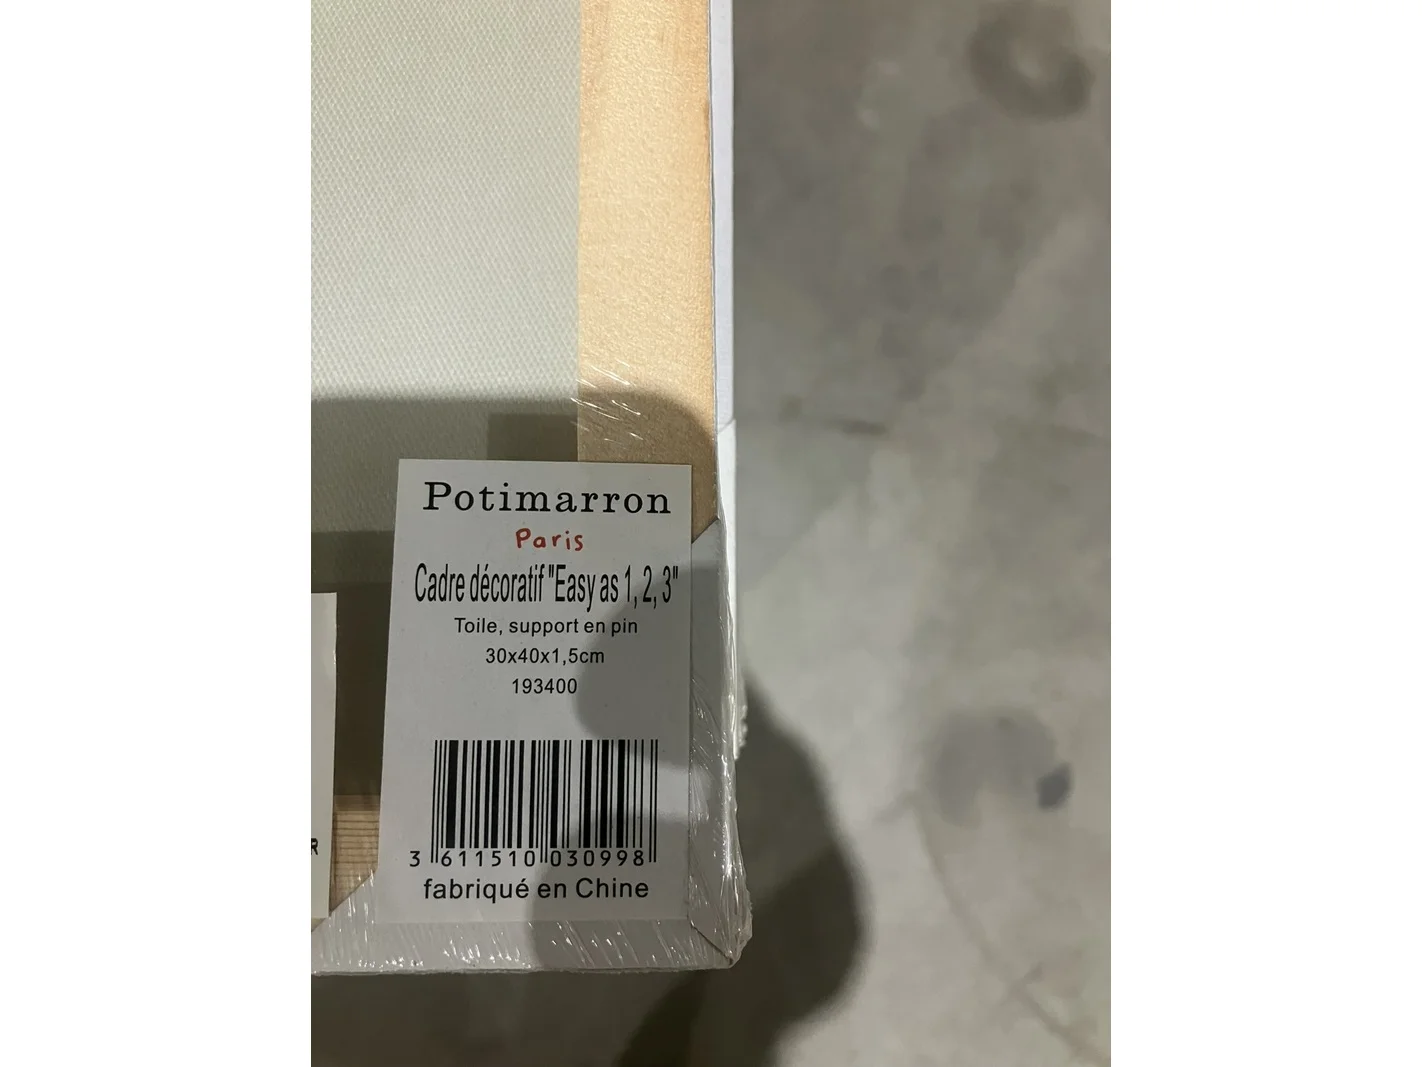 Potimarron
Paris
Cadre décoratif "Easy as 1, 2, 3"
Toile, support en pin
30x40x1,5cm
193400
3 611510 030998
fabriqué en Chine
R